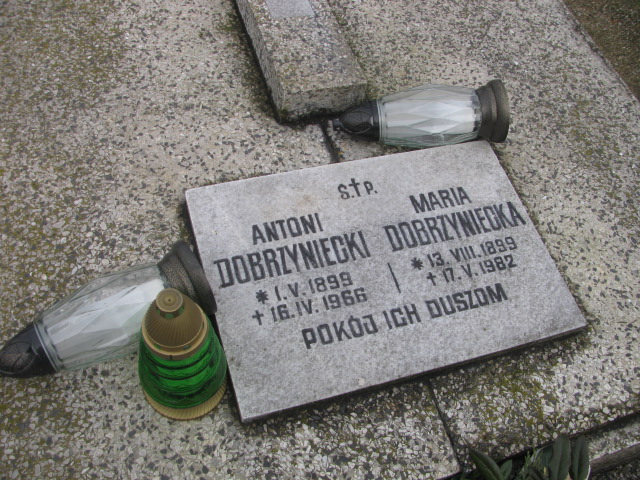 Ś✝P.
ANTONI
DOBRZYNIECKI
* 1.V.1899
✝ 16.IV.1966
MARIA
DOBRZYNIECKA
* 13.VIII.1899
✝ 17.V.1982
POKÓJ ICH DUSZOM